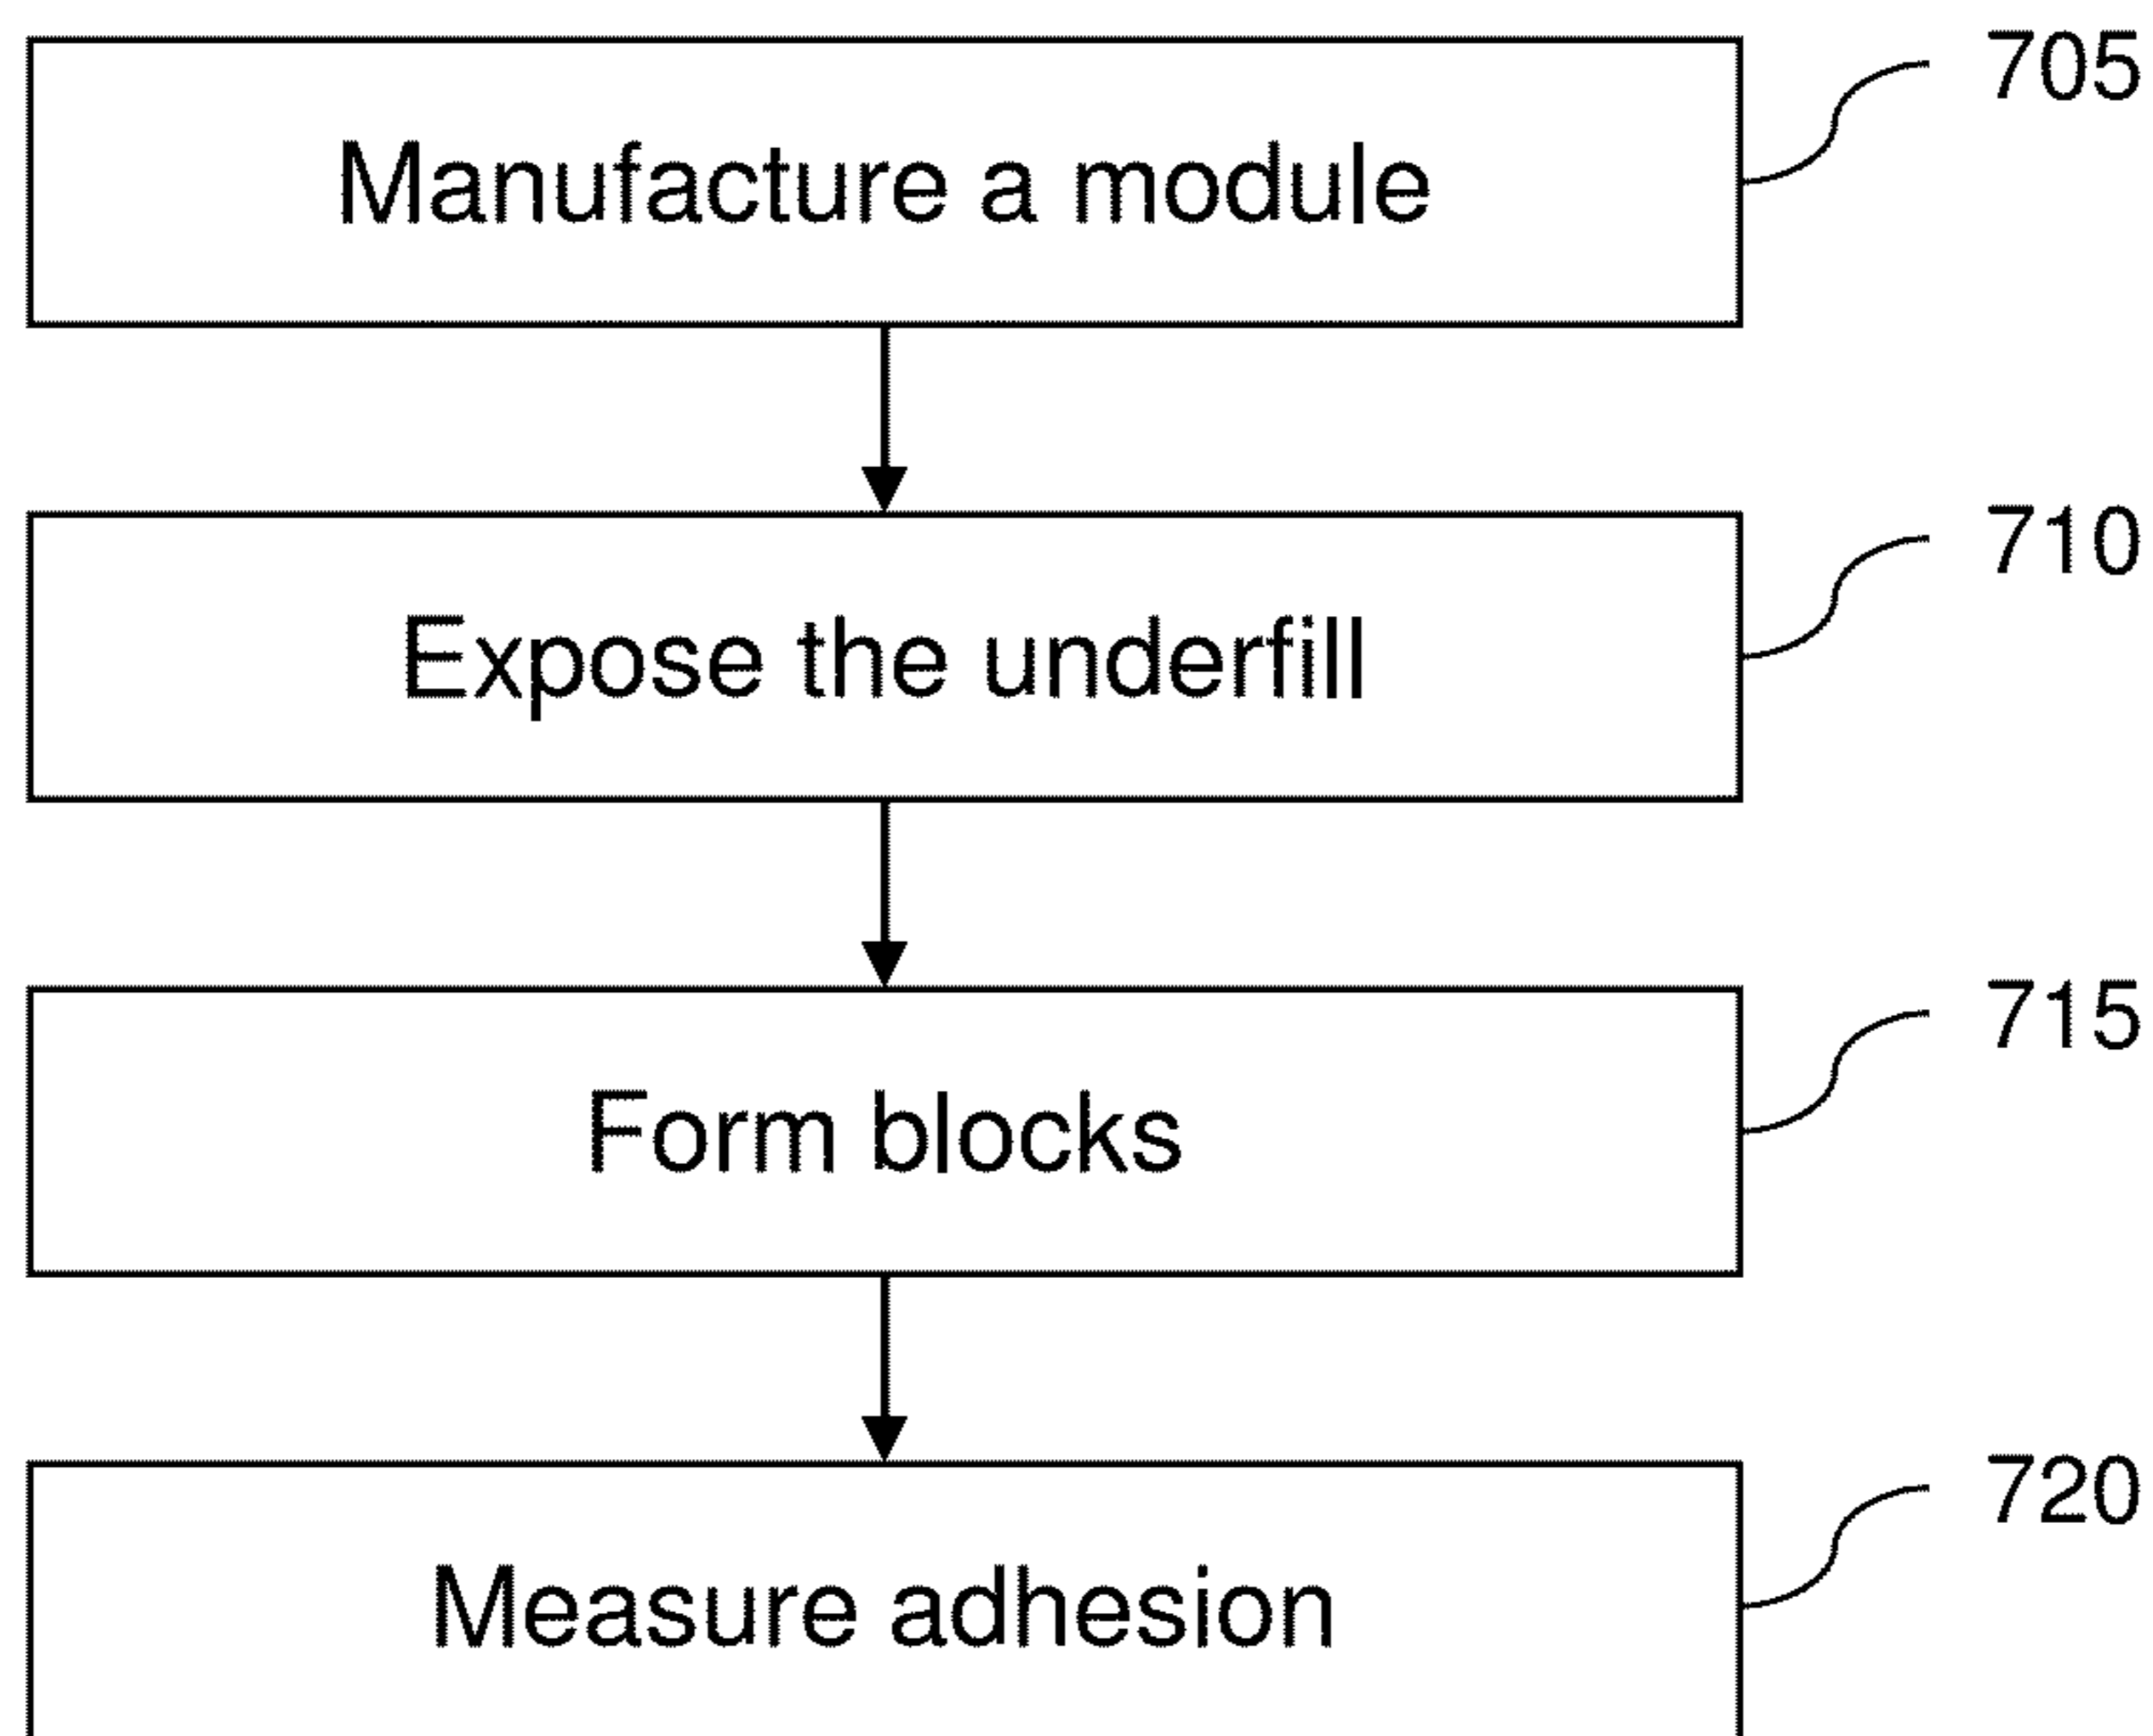 705
Manufacture a module
710
Expose the underfill
715
Form blocks
720
Measure adhesion